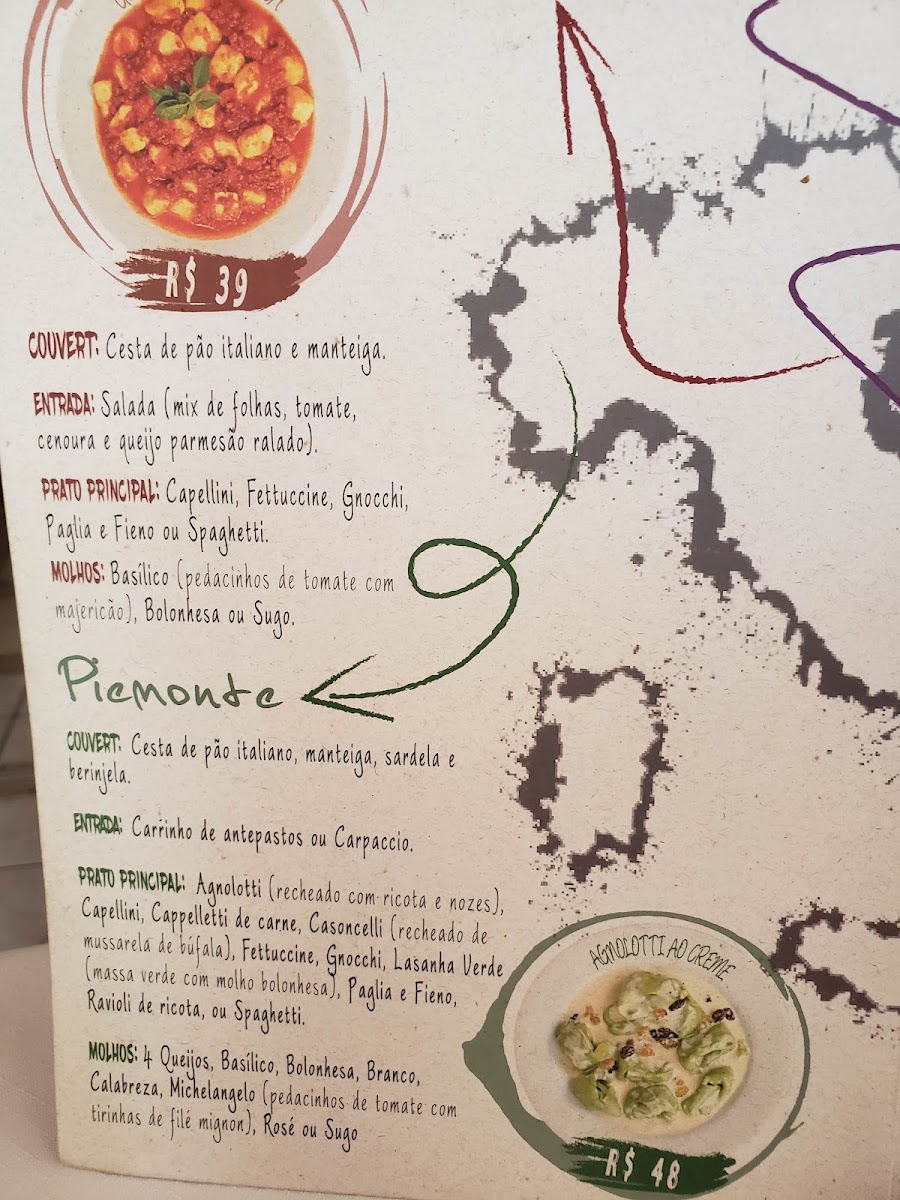 R$ 39
COUVERT: Cesta de pão italiano e manteiga.
ENTRADA: Salada (mix de folhas, tomate,
cenoura e queijo parmesão ralado).
PRATO PRINCIPAL: Capellini, Fettuccine, Gnocchi,
Paglia e Fieno ou Spaghetti.
MOLHOS: Basílico (pedacinhos de tomate com
majericão), Bolonhesa ou Sugo.
Piemonte
COUVERT: Cesta de pão italiano, manteiga, sardela e
berinjela.
ENTRADA: Carrinho de antepastos ou Carpaccio.
PRATO PRINCIPAL: Agnolotti (recheado com ricota e nozes),
Capellini, Cappelletti de carne, Casoncelli (recheado de
mussarela de búfala), Fettuccine, Gnocchi, Lasanha Verde
(massa verde com molho bolonhesa), Paglia e Fieno,
Ravioli de ricota, ou Spaghetti.
MOLHOS: 4 Queijos, Basílico, Bolonhesa, Branco,
Calabreza, Michelangelo (pedacinhos de tomate com
tirinhas de filé mignon), Rosé ou Sugo
AGNOLOTTI AO CREME
R$ 48